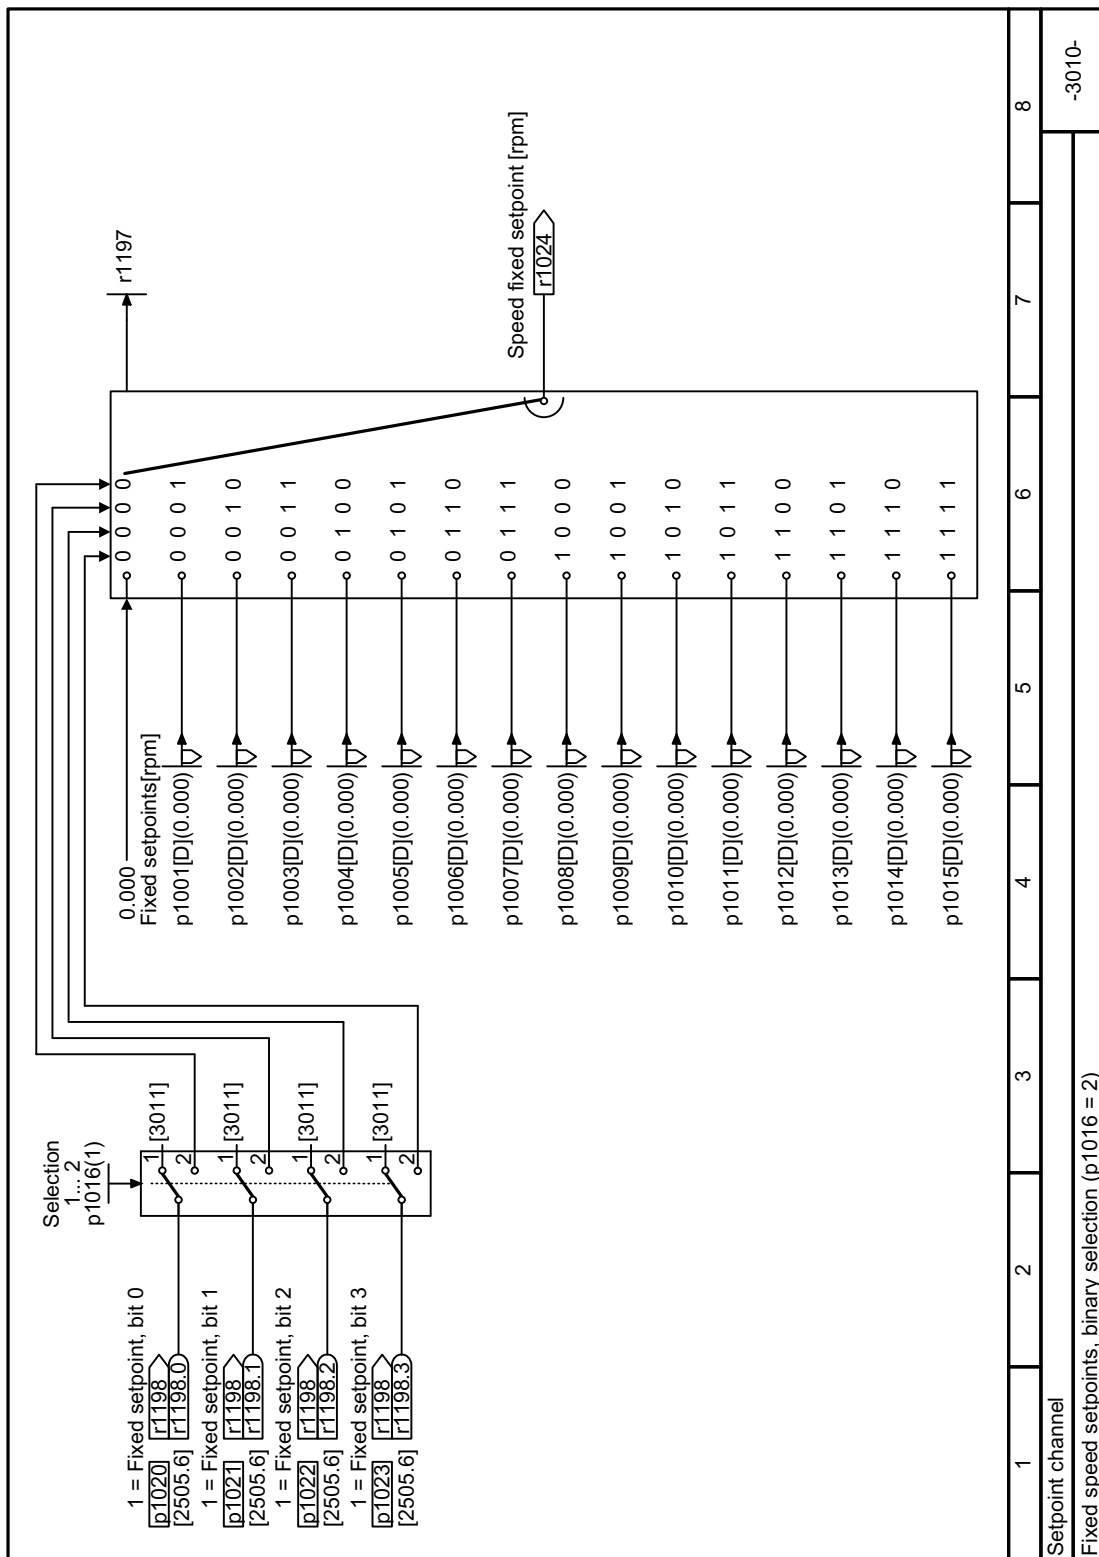 1 = Fixed setpoint, bit 0
p1020 r1198
[2505.6] r1198.0
1 = Fixed setpoint, bit 1
p1021 r1198
[2505.6] r1198.1
1 = Fixed setpoint, bit 2
p1022 r1198
[2505.6] r1198.2
1 = Fixed setpoint, bit 3
p1023 r1198
[2505.6] r1198.3
Selection
1... 2
p1016(1)
1 [3011]
2
1 [3011]
2
1 [3011]
2
1 [3011]
2
0.000
Fixed setpoints[rpm]
p1001[D](0.000)
p1002[D](0.000)
p1003[D](0.000)
p1004[D](0.000)
p1005[D](0.000)
p1006[D](0.000)
p1007[D](0.000)
p1008[D](0.000)
p1009[D](0.000)
p1010[D](0.000)
p1011[D](0.000)
p1012[D](0.000)
p1013[D](0.000)
p1014[D](0.000)
p1015[D](0.000)
0 0 0 0
0 0 0 1
0 0 1 0
0 0 1 1
0 1 0 0
0 1 0 1
0 1 1 0
0 1 1 1
1 0 0 0
1 0 0 1
1 0 1 0
1 0 1 1
1 1 0 0
1 1 0 1
1 1 1 0
1 1 1 1
r1197
Speed fixed setpoint [rpm]
r1024
1 2 3 4 5 6 7 8
Setpoint channel
Fixed speed setpoints, binary selection (p1016 = 2)
-3010-